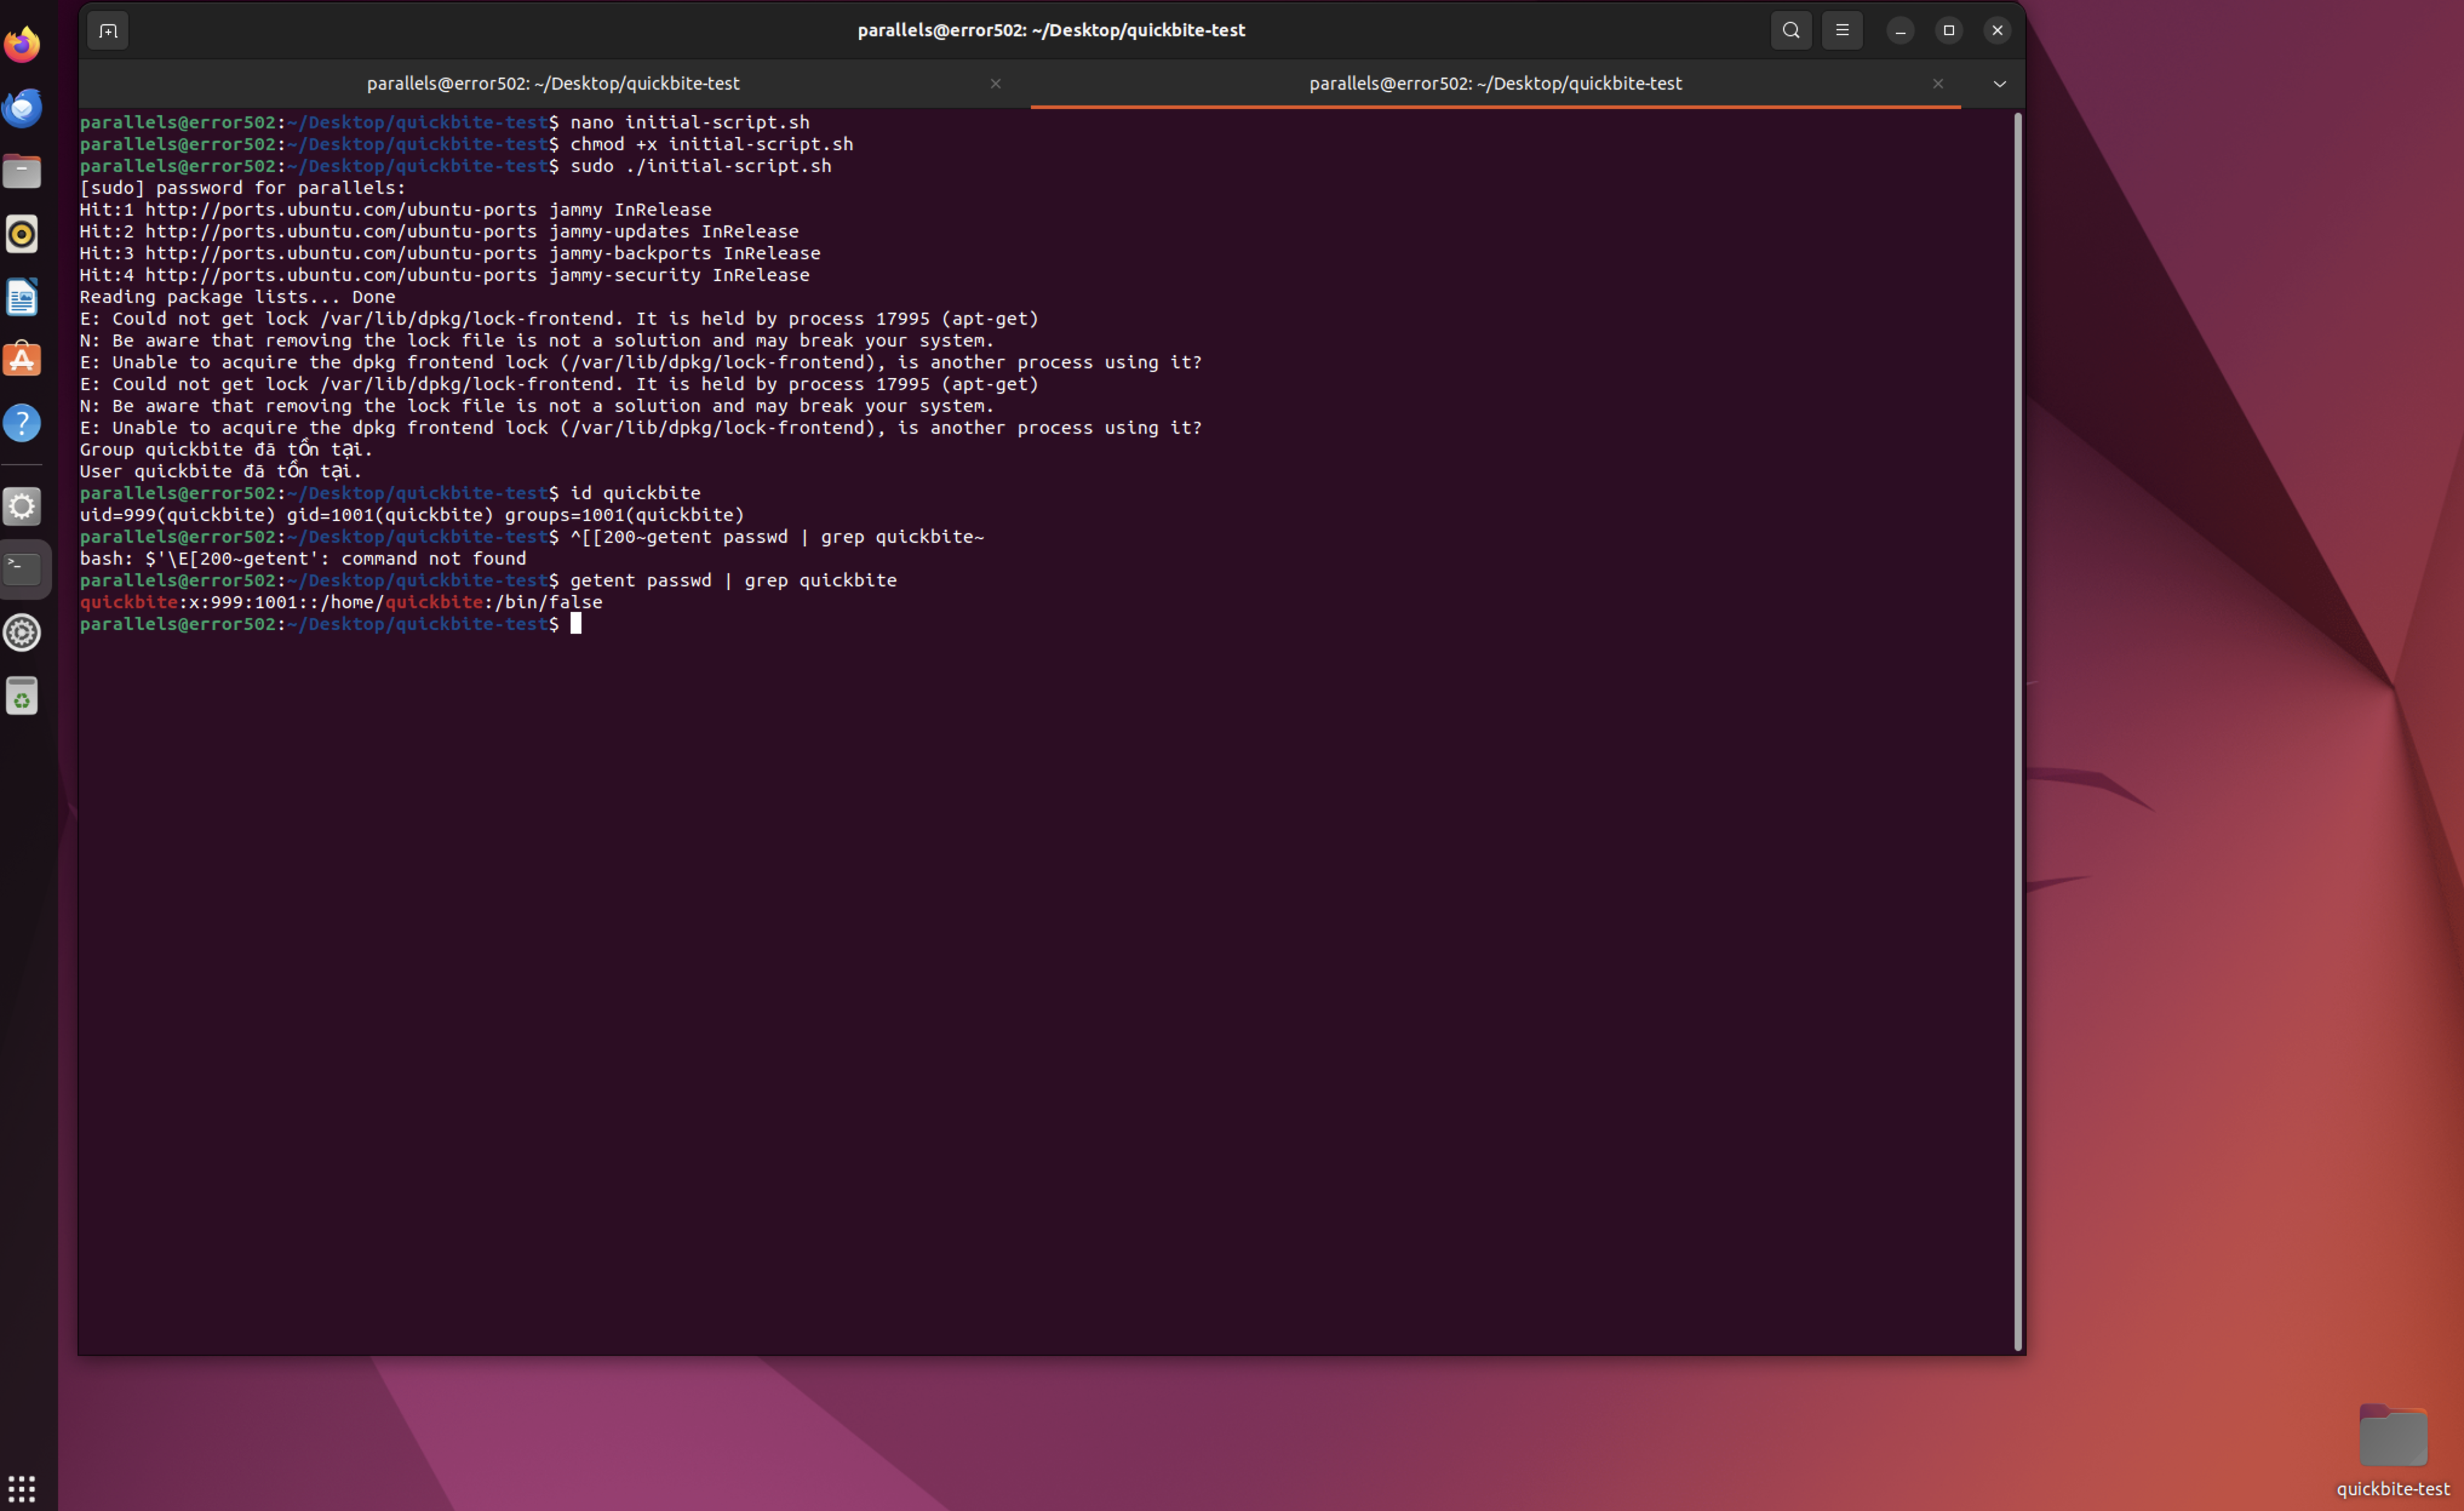 parallels@error502: ~/Desktop/quickbite-test
parallels@error502: ~/Desktop/quickbite-test
parallels@error502: ~/Desktop/quickbite-test
parallels@error502:~/Desktop/quickbite-test$ nano initial-script.sh
parallels@error502:~/Desktop/quickbite-test$ chmod +x initial-script.sh
parallels@error502:~/Desktop/quickbite-test$ sudo ./initial-script.sh
[sudo] password for parallels:
Hit:1 http://ports.ubuntu.com/ubuntu-ports jammy InRelease
Hit:2 http://ports.ubuntu.com/ubuntu-ports jammy-updates InRelease
Hit:3 http://ports.ubuntu.com/ubuntu-ports jammy-backports InRelease
Hit:4 http://ports.ubuntu.com/ubuntu-ports jammy-security InRelease
Reading package lists... Done
E: Could not get lock /var/lib/dpkg/lock-frontend. It is held by process 17995 (apt-get)
N: Be aware that removing the lock file is not a solution and may break your system.
E: Unable to acquire the dpkg frontend lock (/var/lib/dpkg/lock-frontend), is another process using it?
E: Could not get lock /var/lib/dpkg/lock-frontend. It is held by process 17995 (apt-get)
N: Be aware that removing the lock file is not a solution and may break your system.
E: Unable to acquire the dpkg frontend lock (/var/lib/dpkg/lock-frontend), is another process using it?
Group quickbite đã tồn tại.
User quickbite đã tồn tại.
parallels@error502:~/Desktop/quickbite-test$ id quickbite
uid=999(quickbite) gid=1001(quickbite) groups=1001(quickbite)
parallels@error502:~/Desktop/quickbite-test$ ^[[200~getent passwd | grep quickbite~
bash: $'\E[200~getent': command not found
parallels@error502:~/Desktop/quickbite-test$ getent passwd | grep quickbite
quickbite:x:999:1001::/home/quickbite:/bin/false
parallels@error502:~/Desktop/quickbite-test$
quickbite-test